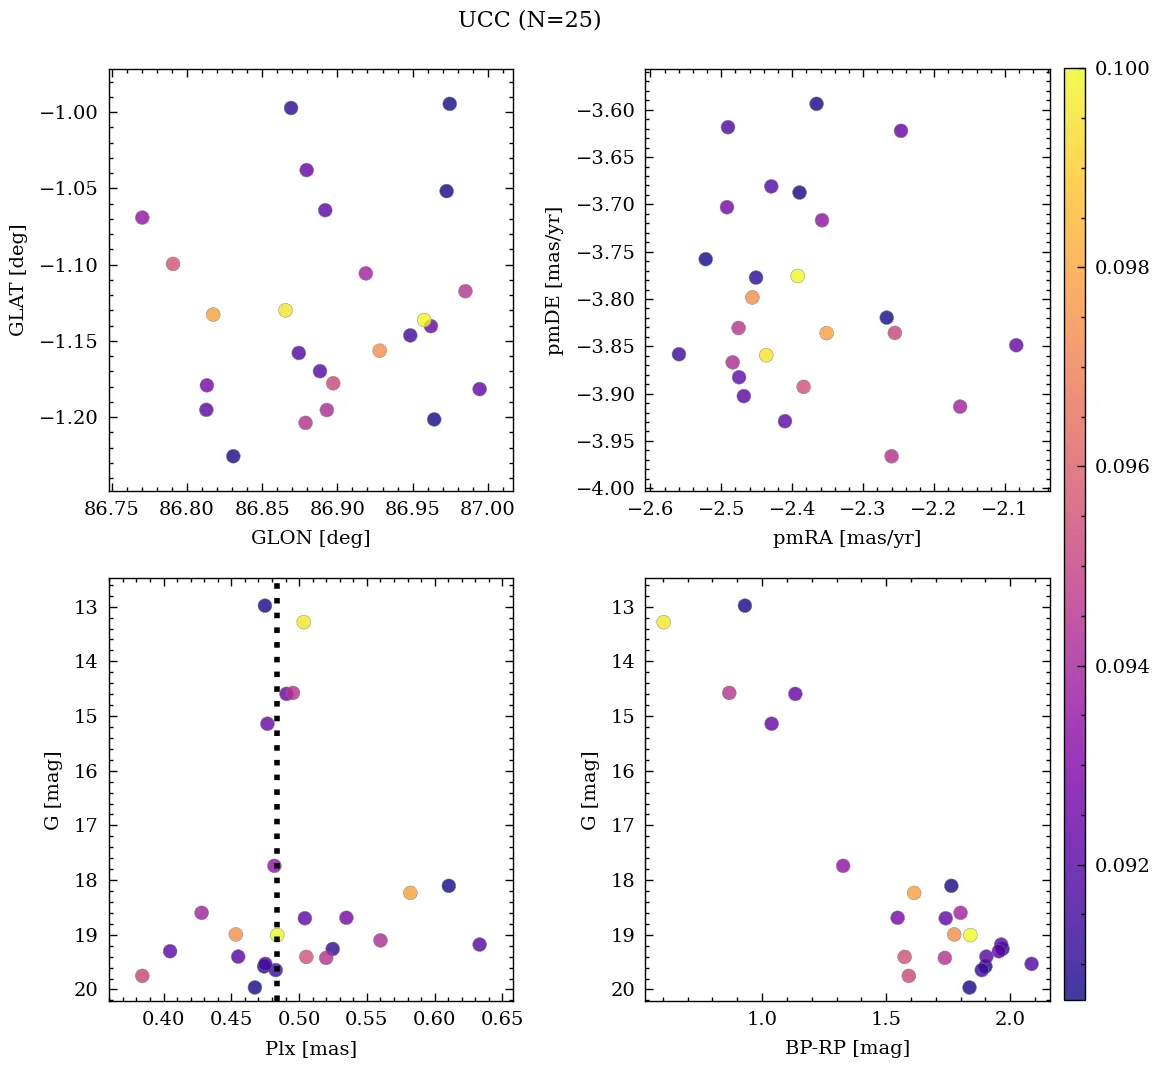 UCC (N=25)
−1.00
−1.05
−1.10
−1.15
−1.20
GLAT [deg]
86.75 86.80 86.85 86.90 86.95 87.00
GLON [deg]
−3.60
−3.65
−3.70
−3.75
−3.80
−3.85
−3.90
−3.95
−4.00
pmDE [mas/yr]
−2.6 −2.5 −2.4 −2.3 −2.2 −2.1
pmRA [mas/yr]
0.100
0.098
0.096
0.094
0.092
13
14
15
16
17
18
19
20
G [mag]
0.40 0.45 0.50 0.55 0.60 0.65
Plx [mas]
13
14
15
16
17
18
19
20
G [mag]
1.0 1.5 2.0
BP-RP [mag]